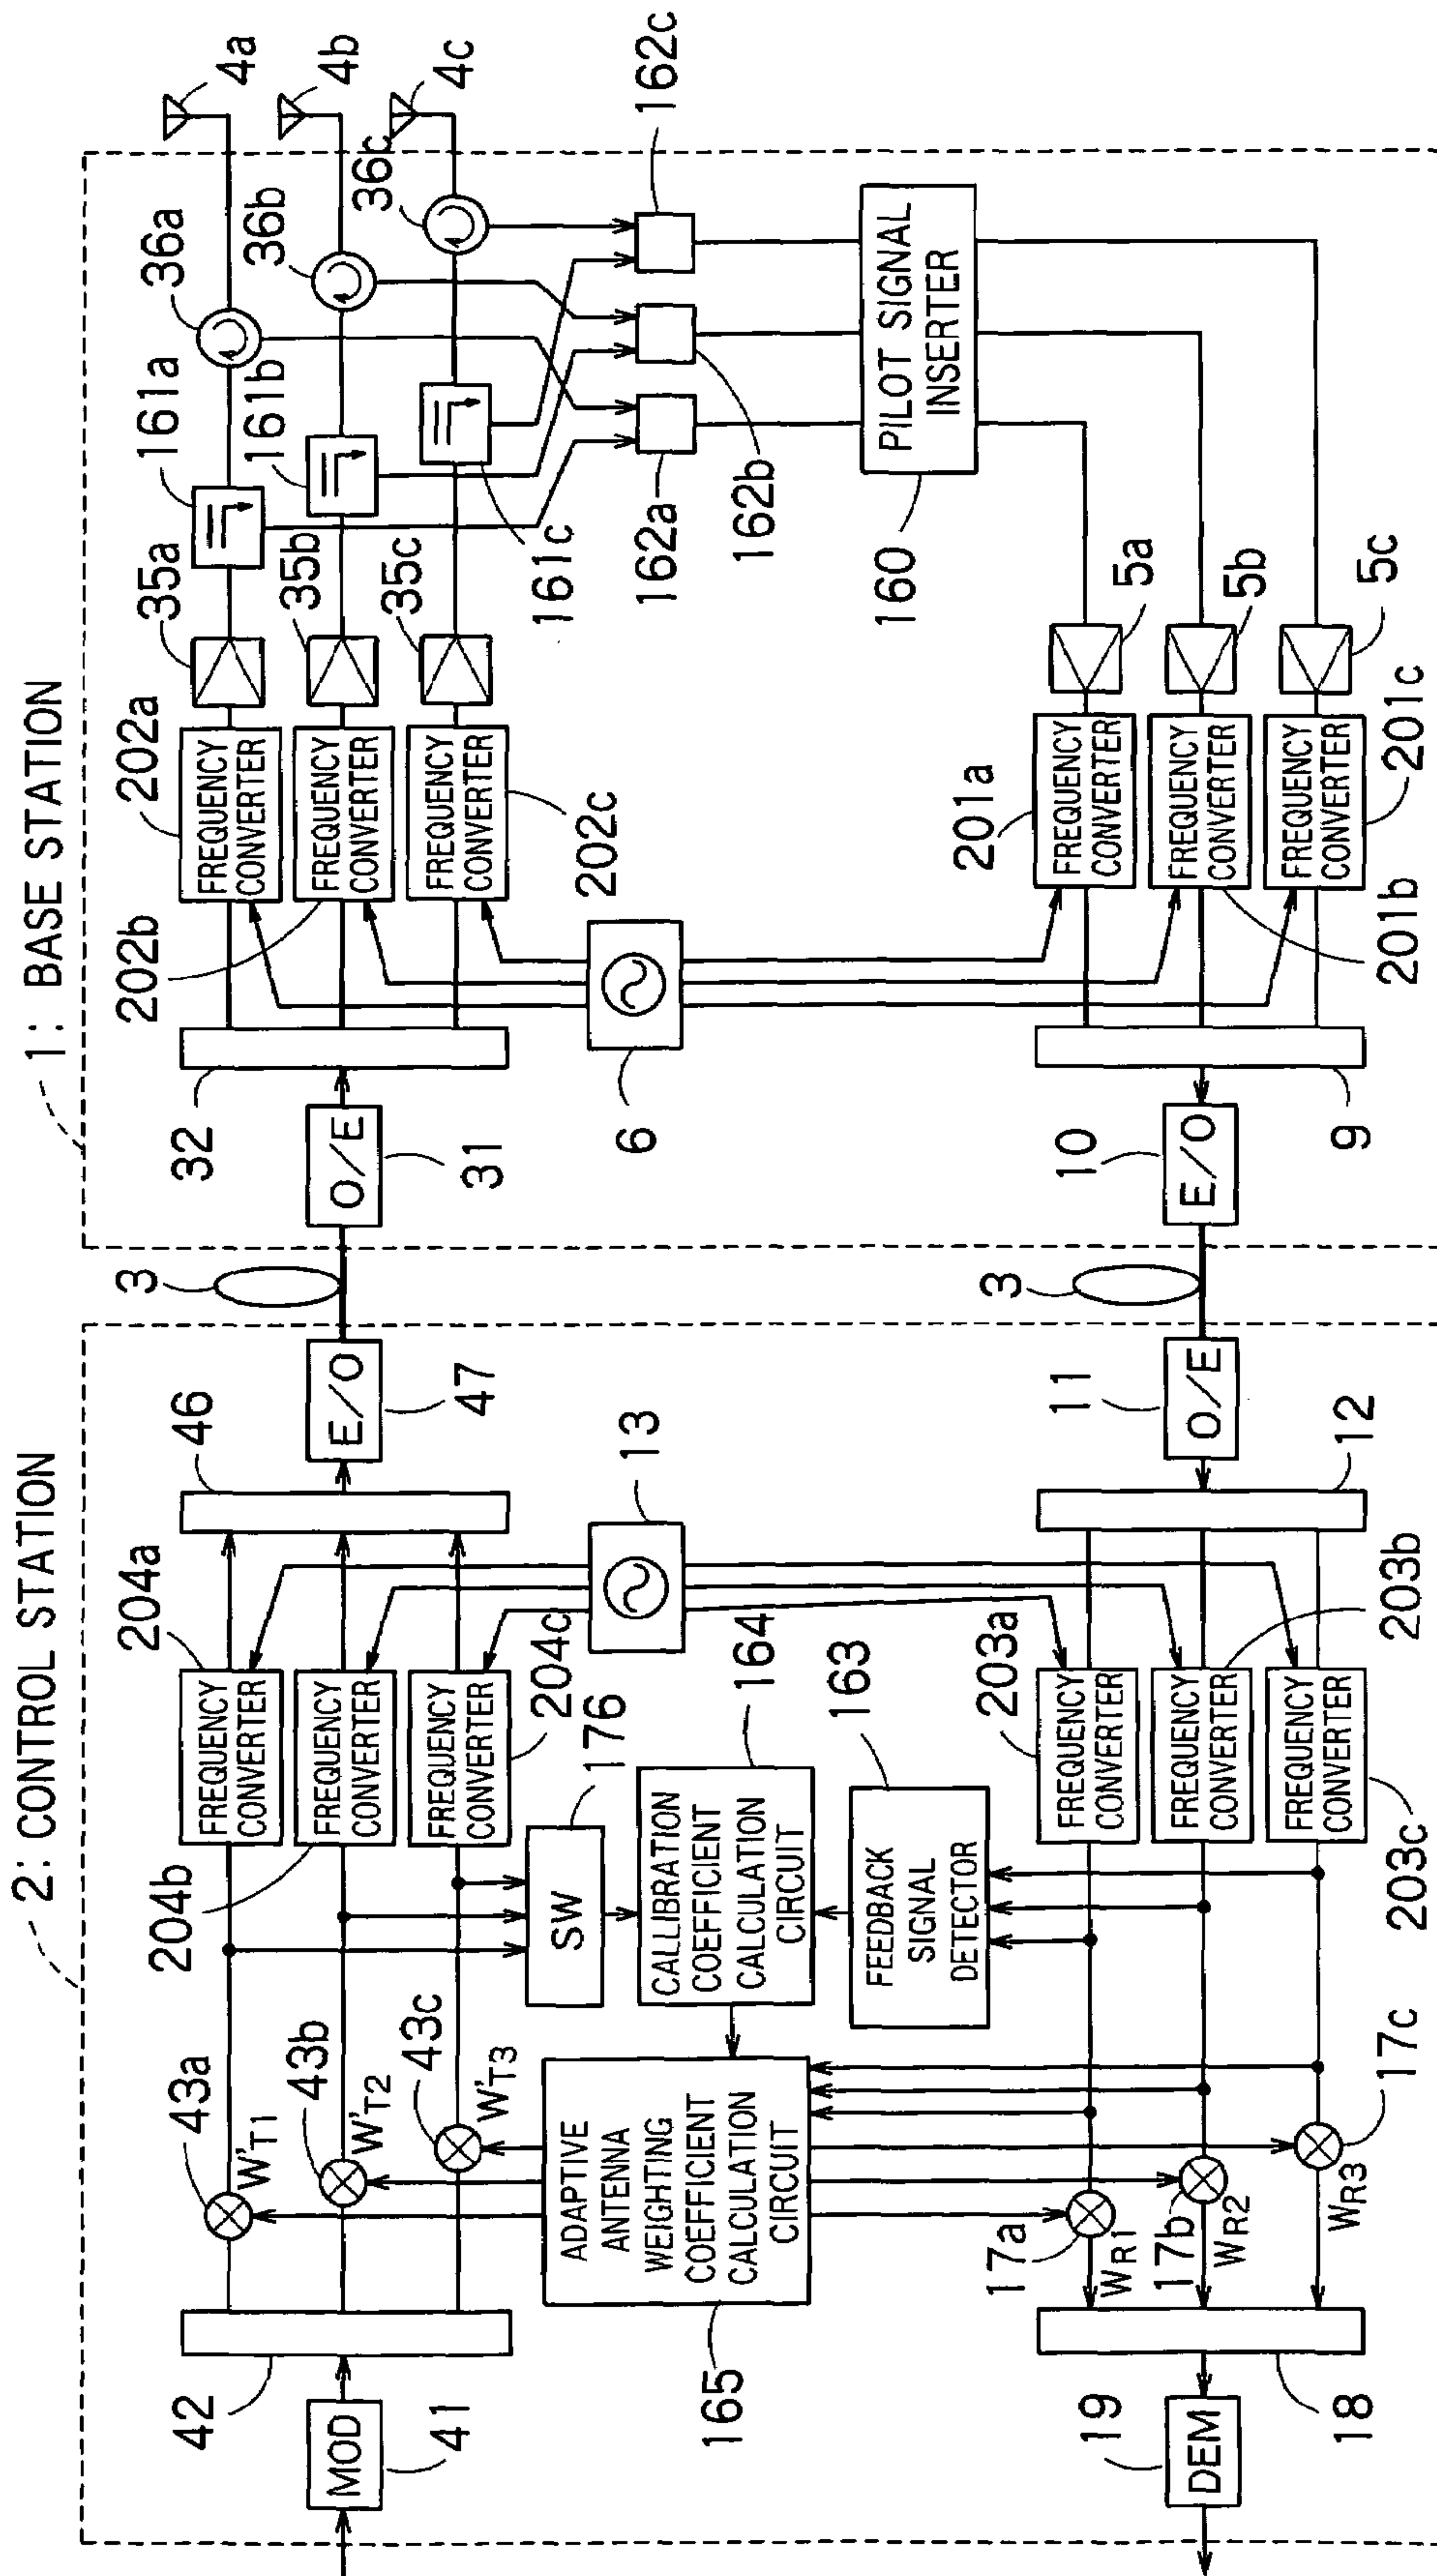 2: CONTROL STATION
1: BASE STATION
MOD
41
42
43a
W'T1
43b
W'T2
43c
W'T3
204a
FREQUENCY
CONVERTER
204b
FREQUENCY
CONVERTER
204c
FREQUENCY
CONVERTER
46
E/O
47
3
O/E
31
32
202a
FREQUENCY
CONVERTER
202b
FREQUENCY
CONVERTER
202c
FREQUENCY
CONVERTER
35a
35b
35c
161a
161b
161c
36a
36b
36c
4a
4b
4c
162a
162b
162c
PILOT SIGNAL
INSERTER
160
6
13
SW
176
CALLIBRATION
COEFFICIENT
CALCULATION
CIRCUIT
164
FEEDBACK
SIGNAL
DETECTOR
163
ADAPTIVE
ANTENNA
WEIGHTING
COEFFICIENT
CALCULATION
CIRCUIT
165
DEM
19
18
17a
WR1
17b
WR2
17c
WR3
203a
FREQUENCY
CONVERTER
203b
FREQUENCY
CONVERTER
203c
FREQUENCY
CONVERTER
12
O/E
11
3
E/O
10
9
201a
FREQUENCY
CONVERTER
201b
FREQUENCY
CONVERTER
201c
FREQUENCY
CONVERTER
5a
5b
5c